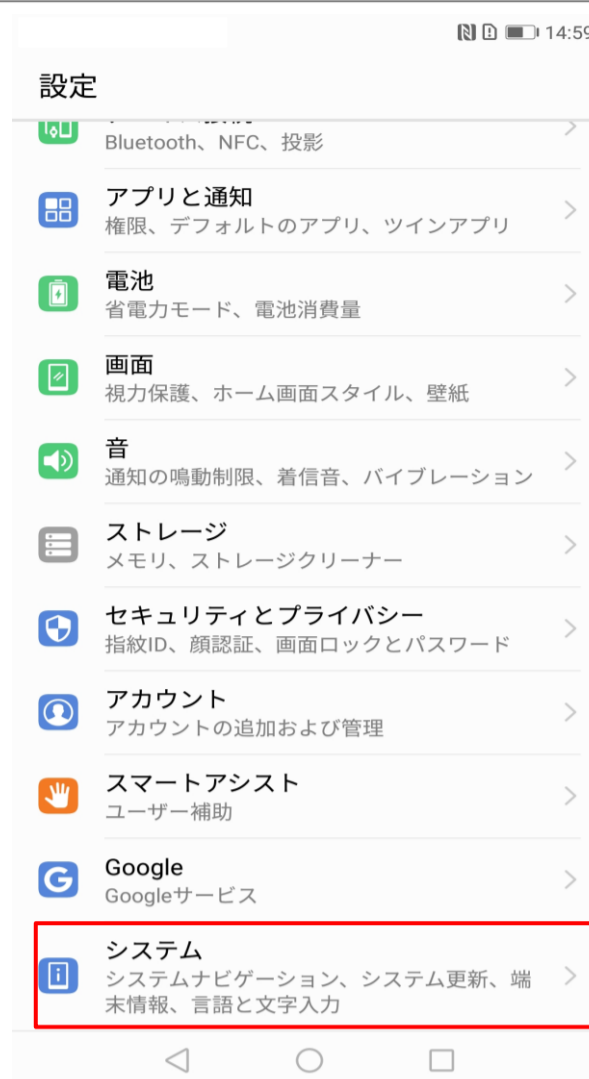 14:59
設定
Bluetooth、NFC、投影
アプリと通知
権限、デフォルトのアプリ、ツインアプリ
電池
省電力モード、電池消費量
画面
視力保護、ホーム画面スタイル、壁紙
音
通知の鳴動制限、着信音、バイブレーション
ストレージ
メモリ、ストレージクリーナー
セキュリティとプライバシー
指紋ID、顔認証、画面ロックとパスワード
アカウント
アカウントの追加および管理
スマートアシスト
ユーザー補助
Google
Googleサービス
システム
システムナビゲーション、システム更新、端
末情報、言語と文字入力